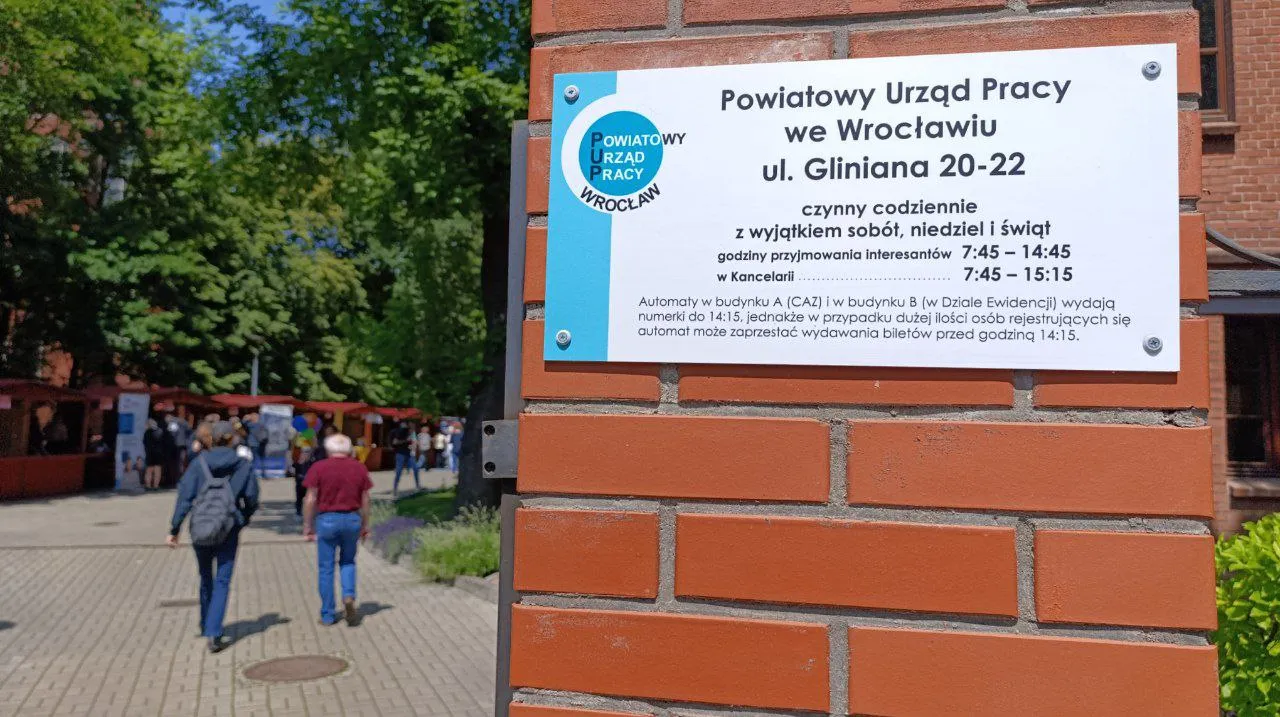 Powiatowy Urząd Pracy
we Wrocławiu
ul. Gliniana 20-22
POWIATOWY
URZĄD
PRACY
WROCŁAW
czynny codziennie
z wyjątkiem sobót, niedziel i świąt
godziny przyjmowania interesantów 7:45 – 14:45
w Kancelarii ................................ 7:45 – 15:15
Automaty w budynku A (CAZ) i w budynku B (w Dziale Ewidencji) wydają
numerki do 14:15, jednakże w przypadku dużej ilości osób rejestrujących się
automat może zaprzestać wydawania biletów przed godziną 14:15.